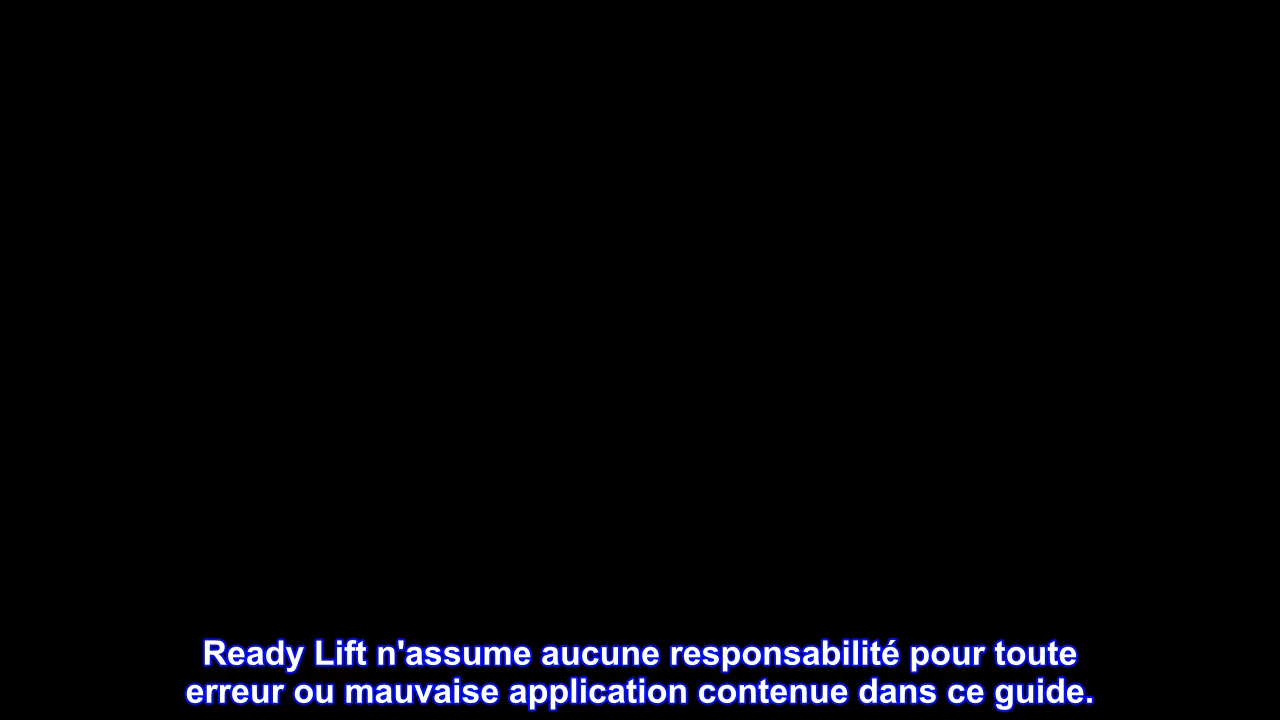 Ready Lift n'assume aucune responsabilité pour toute
erreur ou mauvaise application contenue dans ce guide.